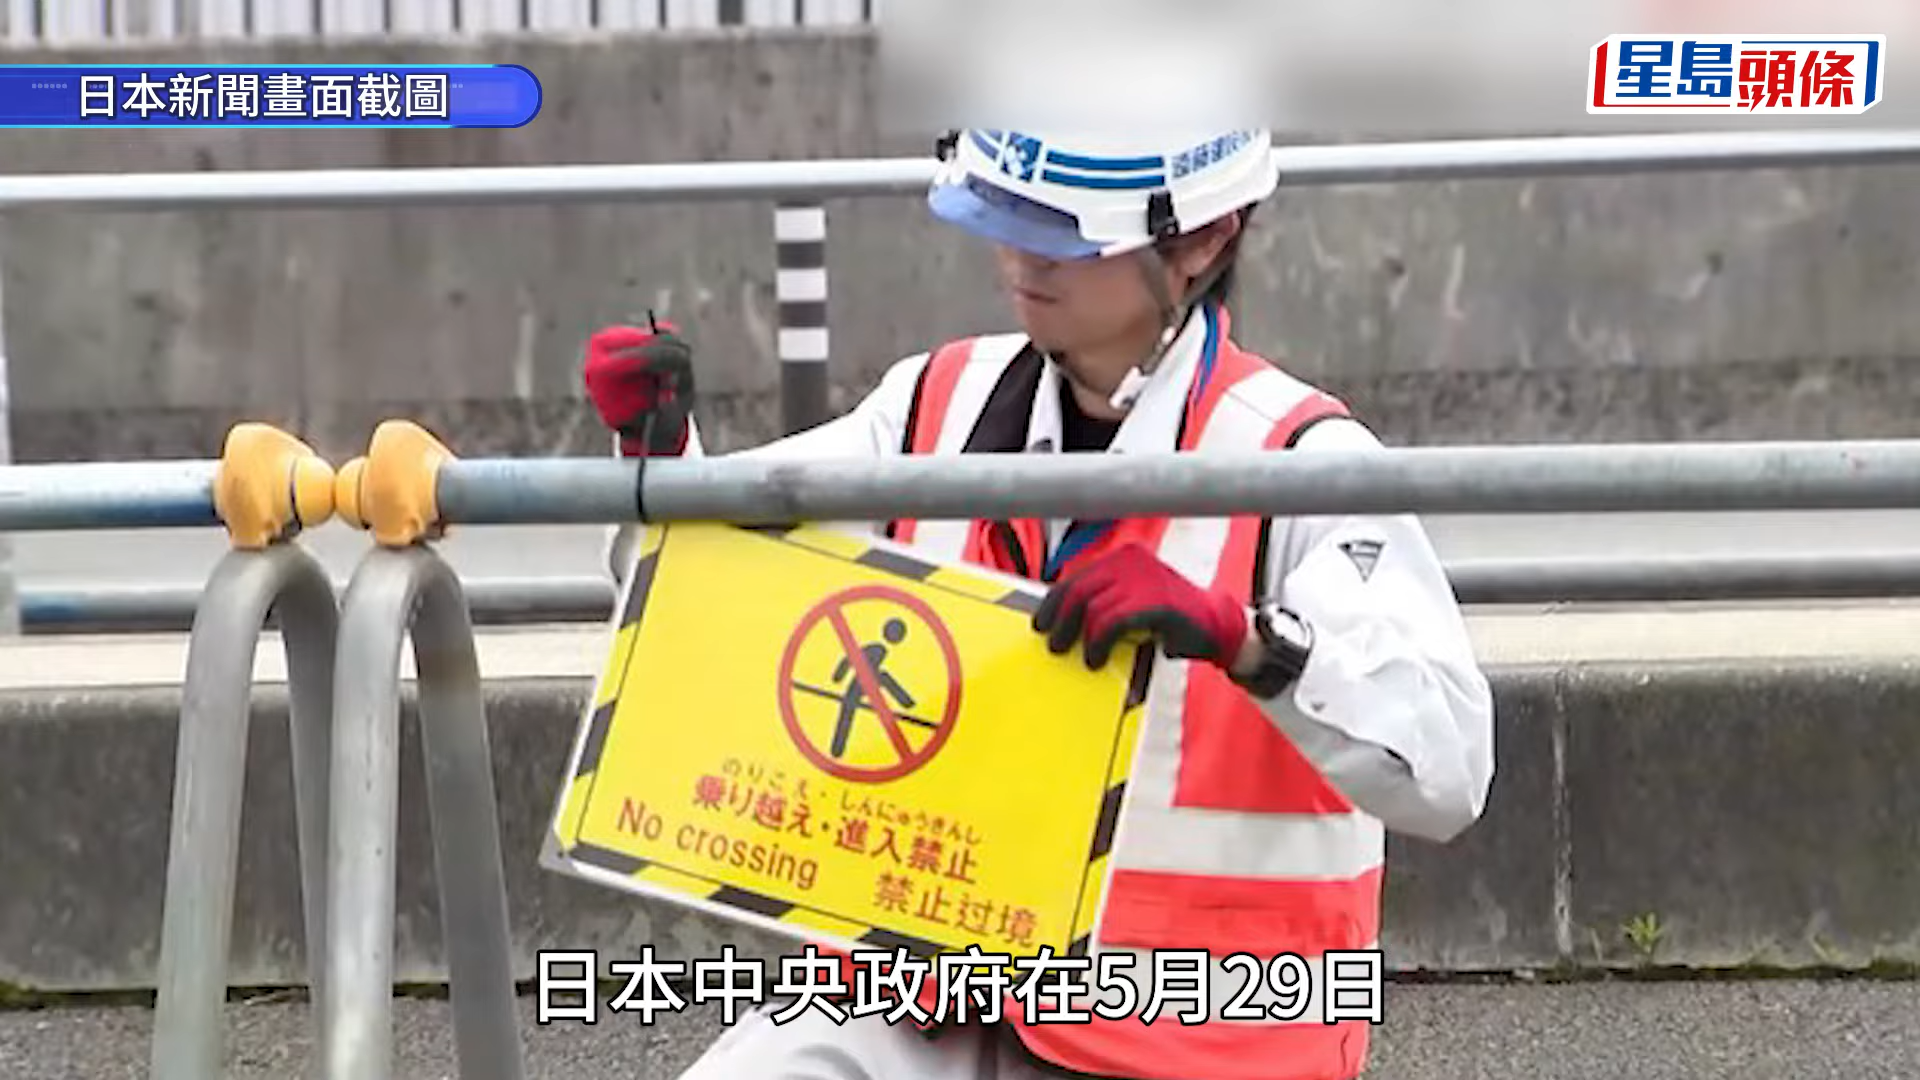 日本新聞畫面截圖
星島頭條
のりこえ・しんにゅうきんし
乗り越え・進入禁止
No crossing
禁止过境
日本中央政府在5月29日